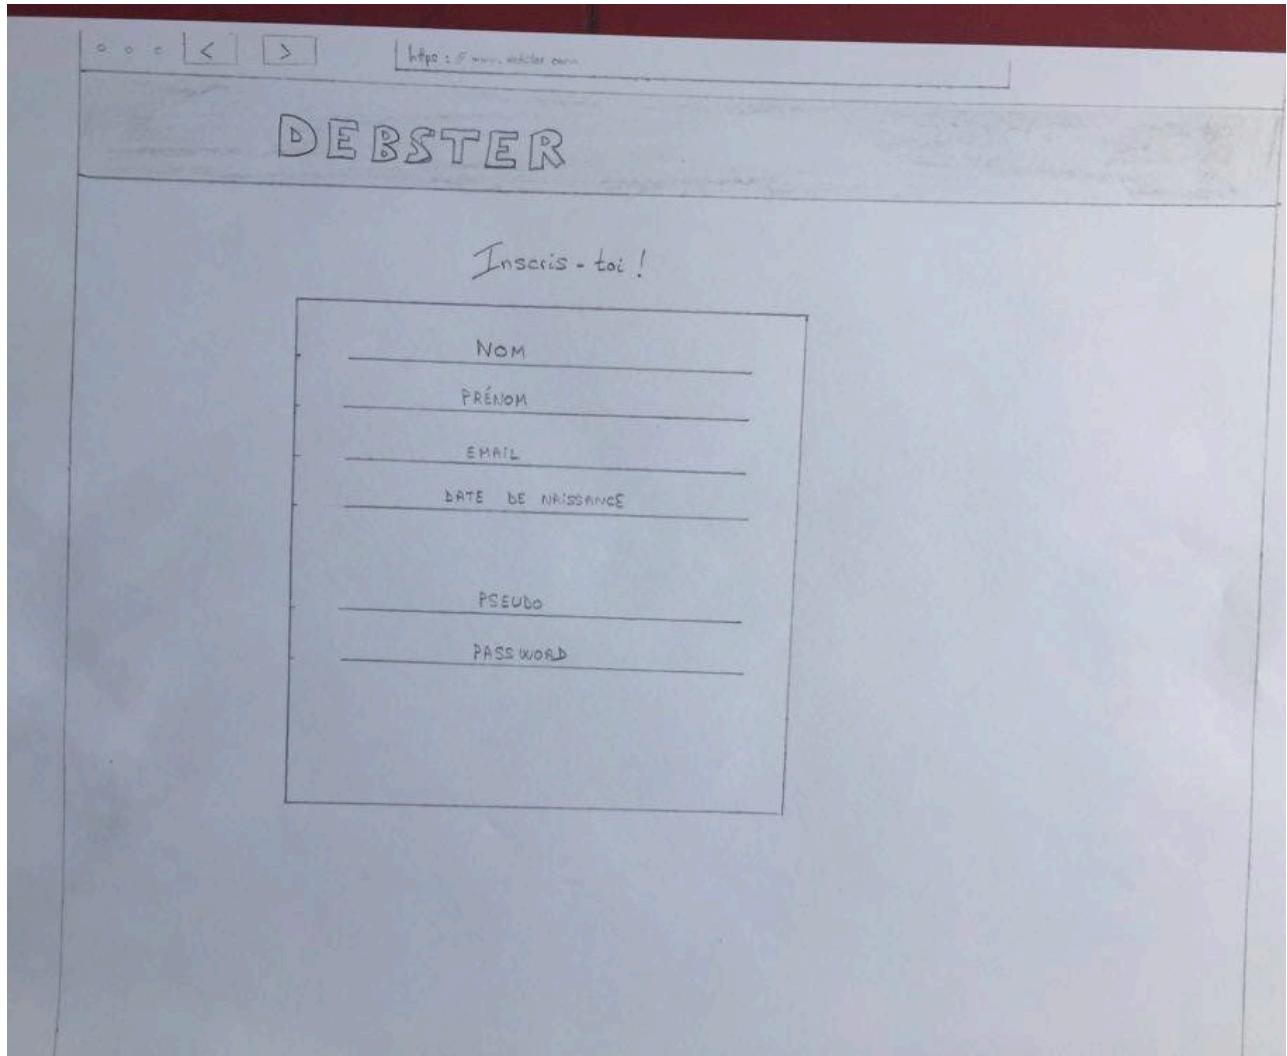 < >
DEBSTER
Inscris-toi !
NOM
PRÉNOM
EMAIL
DATE DE NAISSANCE
PSEUDO
PASSWORD